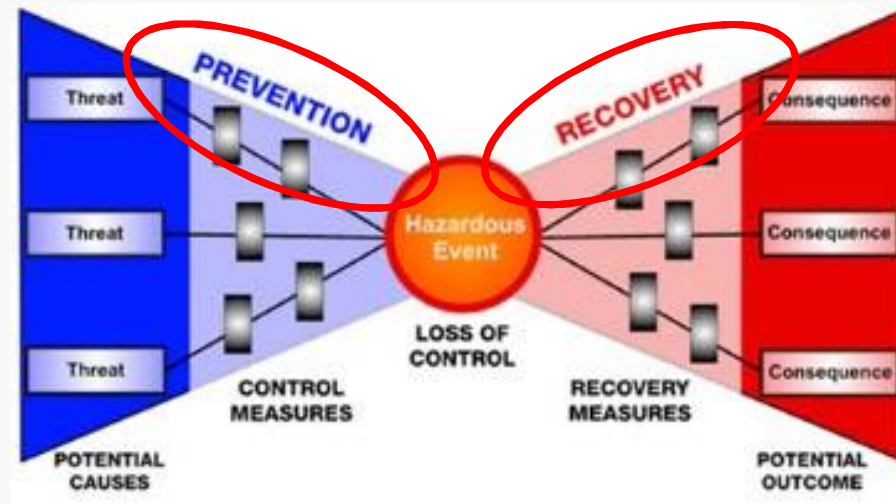 PREVENTION
RECOVERY
Threat
Consequence
Threat
Hazardous
Event
Consequence
LOSS OF
CONTROL
Threat
Consequence
CONTROL
MEASURES
RECOVERY
MEASURES
POTENTIAL
CAUSES
POTENTIAL
OUTCOME